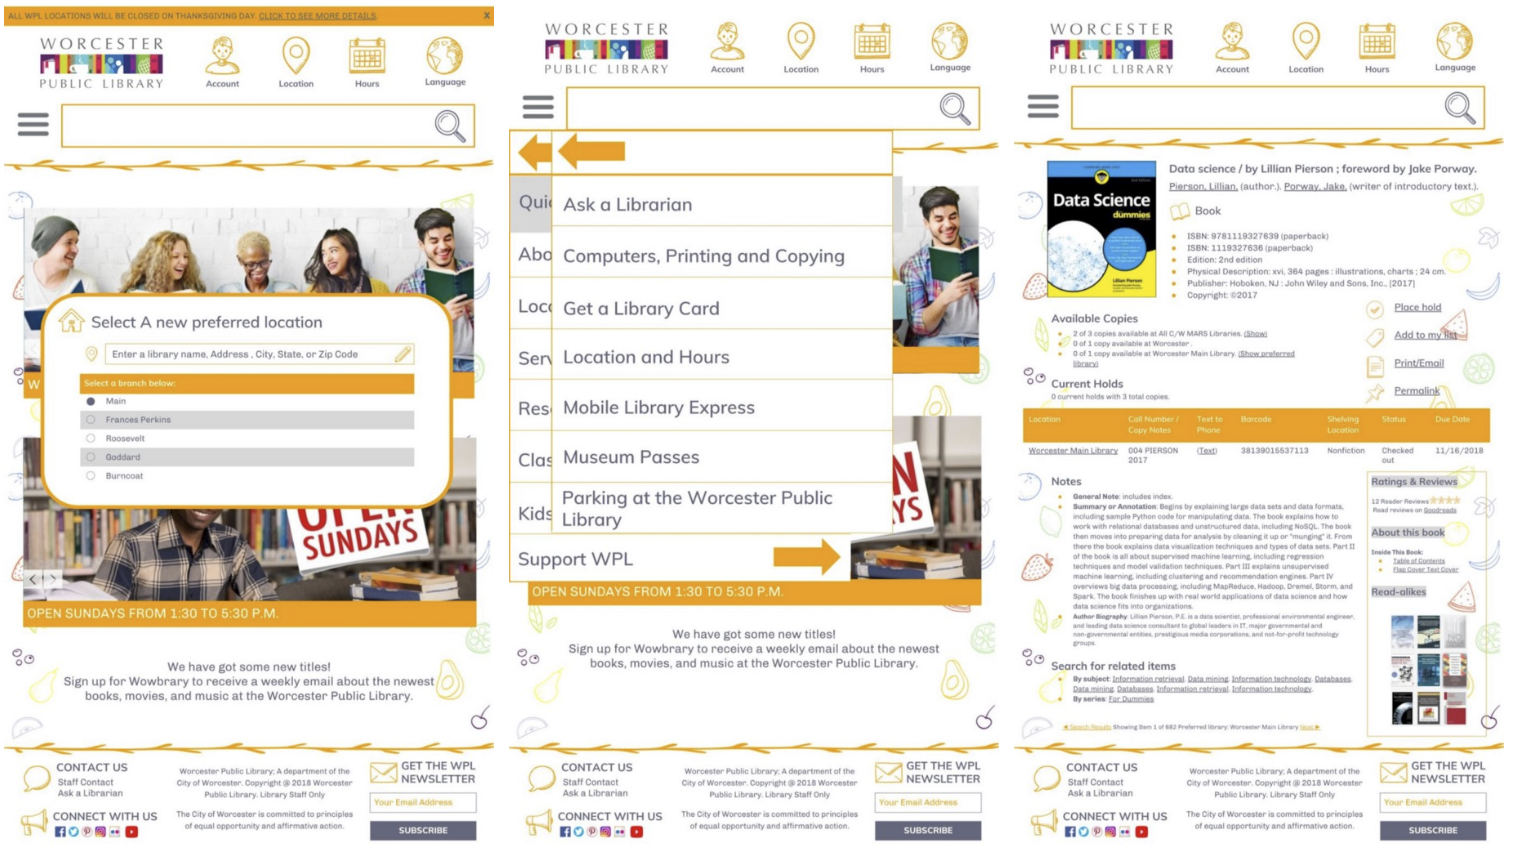 ALL WPL LOCATIONS WILL BE CLOSED ON THANKSGIVING DAY. CLICK TO SEE MORE DETAILS.
X
WORCESTER
PUBLIC LIBRARY
Account
Location
Hours
Language
Select A new preferred location
Enter a library name, Address , City, State, or Zip Code
Select a branch below:
Main
Frances Perkins
Roosevelt
Goddard
Burncoat
W
OPEN
SUNDAYS
OPEN SUNDAYS FROM 1:30 TO 5:30 P.M.
We have got some new titles!
Sign up for Wowbrary to receive a weekly email about the newest
books, movies, and music at the Worcester Public Library.
CONTACT US
Staff Contact
Ask a Librarian
CONNECT WITH US
Worcester Public Library; A department of the
City of Worcester. Copyright @ 2018 Worcester
Public Library. Library Staff Only
The City of Worcester is committed to principles
of equal opportunity and affirmative action.
GET THE WPL
NEWSLETTER
Your Email Address
SUBSCRIBE
WORCESTER
PUBLIC LIBRARY
Account
Location
Hours
Language
Quic
Abo
Loc
Serv
Res
Clas
Kids
Ask a Librarian
Computers, Printing and Copying
Get a Library Card
Location and Hours
Mobile Library Express
Museum Passes
Parking at the Worcester Public
Library
Support WPL
N
YS
OPEN SUNDAYS FROM 1:30 TO 5:30 P.M.
We have got some new titles!
Sign up for Wowbrary to receive a weekly email about the newest
books, movies, and music at the Worcester Public Library.
CONTACT US
Staff Contact
Ask a Librarian
CONNECT WITH US
Worcester Public Library; A department of the
City of Worcester. Copyright @ 2018 Worcester
Public Library. Library Staff Only
The City of Worcester is committed to principles
of equal opportunity and affirmative action.
GET THE WPL
NEWSLETTER
Your Email Address
SUBSCRIBE
WORCESTER
PUBLIC LIBRARY
Account
Location
Hours
Language
Data Science
dummies
Lillian Pierson
Data science / by Lillian Pierson ; foreword by Jake Porway.
Pierson, Lillian, (author.). Porway, Jake, (writer of introductory text.).
Book
ISBN: 9781119327639 (paperback)
ISBN: 1119327636 (paperback)
Edition: 2nd edition
Physical Description: xvi, 364 pages : illustrations, charts ; 24 cm.
Publisher: Hoboken, NJ : John Wiley and Sons, Inc., [2017]
Copyright: ©2017
Available Copies
2 of 3 copies available at All C/W MARS Libraries. (Show)
0 of 1 copy available at Worcester .
0 of 1 copy available at Worcester Main Library. (Show preferred
library)
Place hold
Add to my list
Print/Email
Permalink
Current Holds
0 current holds with 3 total copies.
Location
Call Number /
Copy Notes
Text to
Phone
Barcode
Shelving
Location
Status
Due Date
Worcester Main Library
004 PIERSON
2017
(Text)
38139015537113
Nonfiction
Checked
out
11/16/2018
Notes
General Note: includes index.
Summary or Annotation: Begins by explaining large data sets and data formats,
including sample Python code for manipulating data. The book explains how to
work with relational databases and unstructured data, including NoSQL. The book
then moves into preparing data for analysis by cleaning it up or "munging" it. From
there the book explains data visualization techniques and types of data sets. Part II
of the book is all about supervised machine learning, including regression
techniques and model validation techniques. Part III explains unsupervised
machine learning, including clustering and recommendation engines. Part IV
overviews big data processing, including MapReduce, Hadoop, Dremel, Storm, and
Spark. The book finishes up with real world applications of data science and how
data science fits into organizations.
Author Biography: Lillian Pierson, P.E. is a data scientist, professional environmental engineer,
and leading data science consultant to global leaders in IT, major governmental and
non-governmental entities, prestigious media corporations, and not-for-profit technology
groups.
Search for related items
By subject: Information retrieval. Data mining. Information technology. Databases.
Data mining. Databases. Information retrieval. Information technology.
By series: For Dummies
Ratings & Reviews
12 Reader Reviews
Read reviews on Goodreads
About this book
Inside This Book:
Table of Contents
Flap Cover Text Cover
Read-alikes
Search Results Showing Item 1 of 682 Preferred library: Worcester Main Library Next
CONTACT US
Staff Contact
Ask a Librarian
CONNECT WITH US
Worcester Public Library; A department of the
City of Worcester. Copyright @ 2018 Worcester
Public Library. Library Staff Only
The City of Worcester is committed to principles
of equal opportunity and affirmative action.
GET THE WPL
NEWSLETTER
Your Email Address
SUBSCRIBE